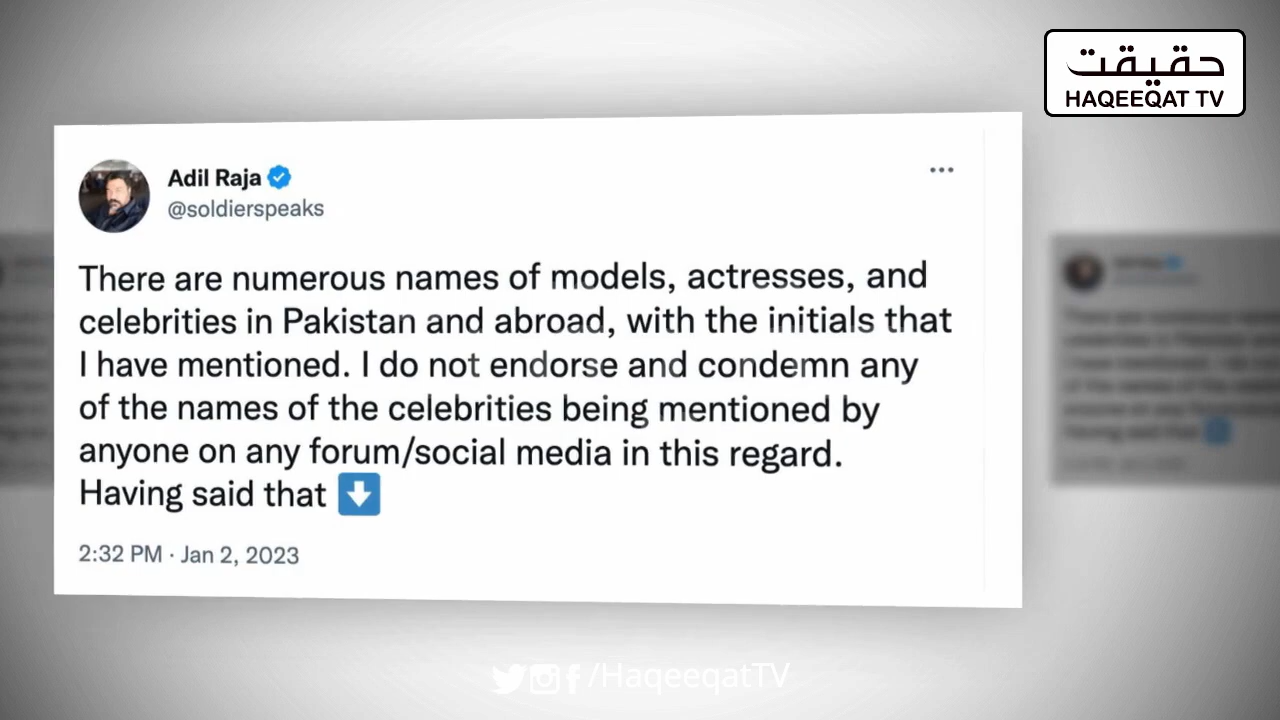 حقيقت
HAQEEQAT TV
Adil Raja
@soldierspeaks
There are numerous names of models, actresses, and
celebrities in Pakistan and abroad, with the initials that
I have mentioned. I do not endorse and condemn any
of the names of the celebrities being mentioned by
anyone on any forum/social media in this regard.
Having said that ⬇️
2:32 PM · Jan 2, 2023
/HaqeeqatTV